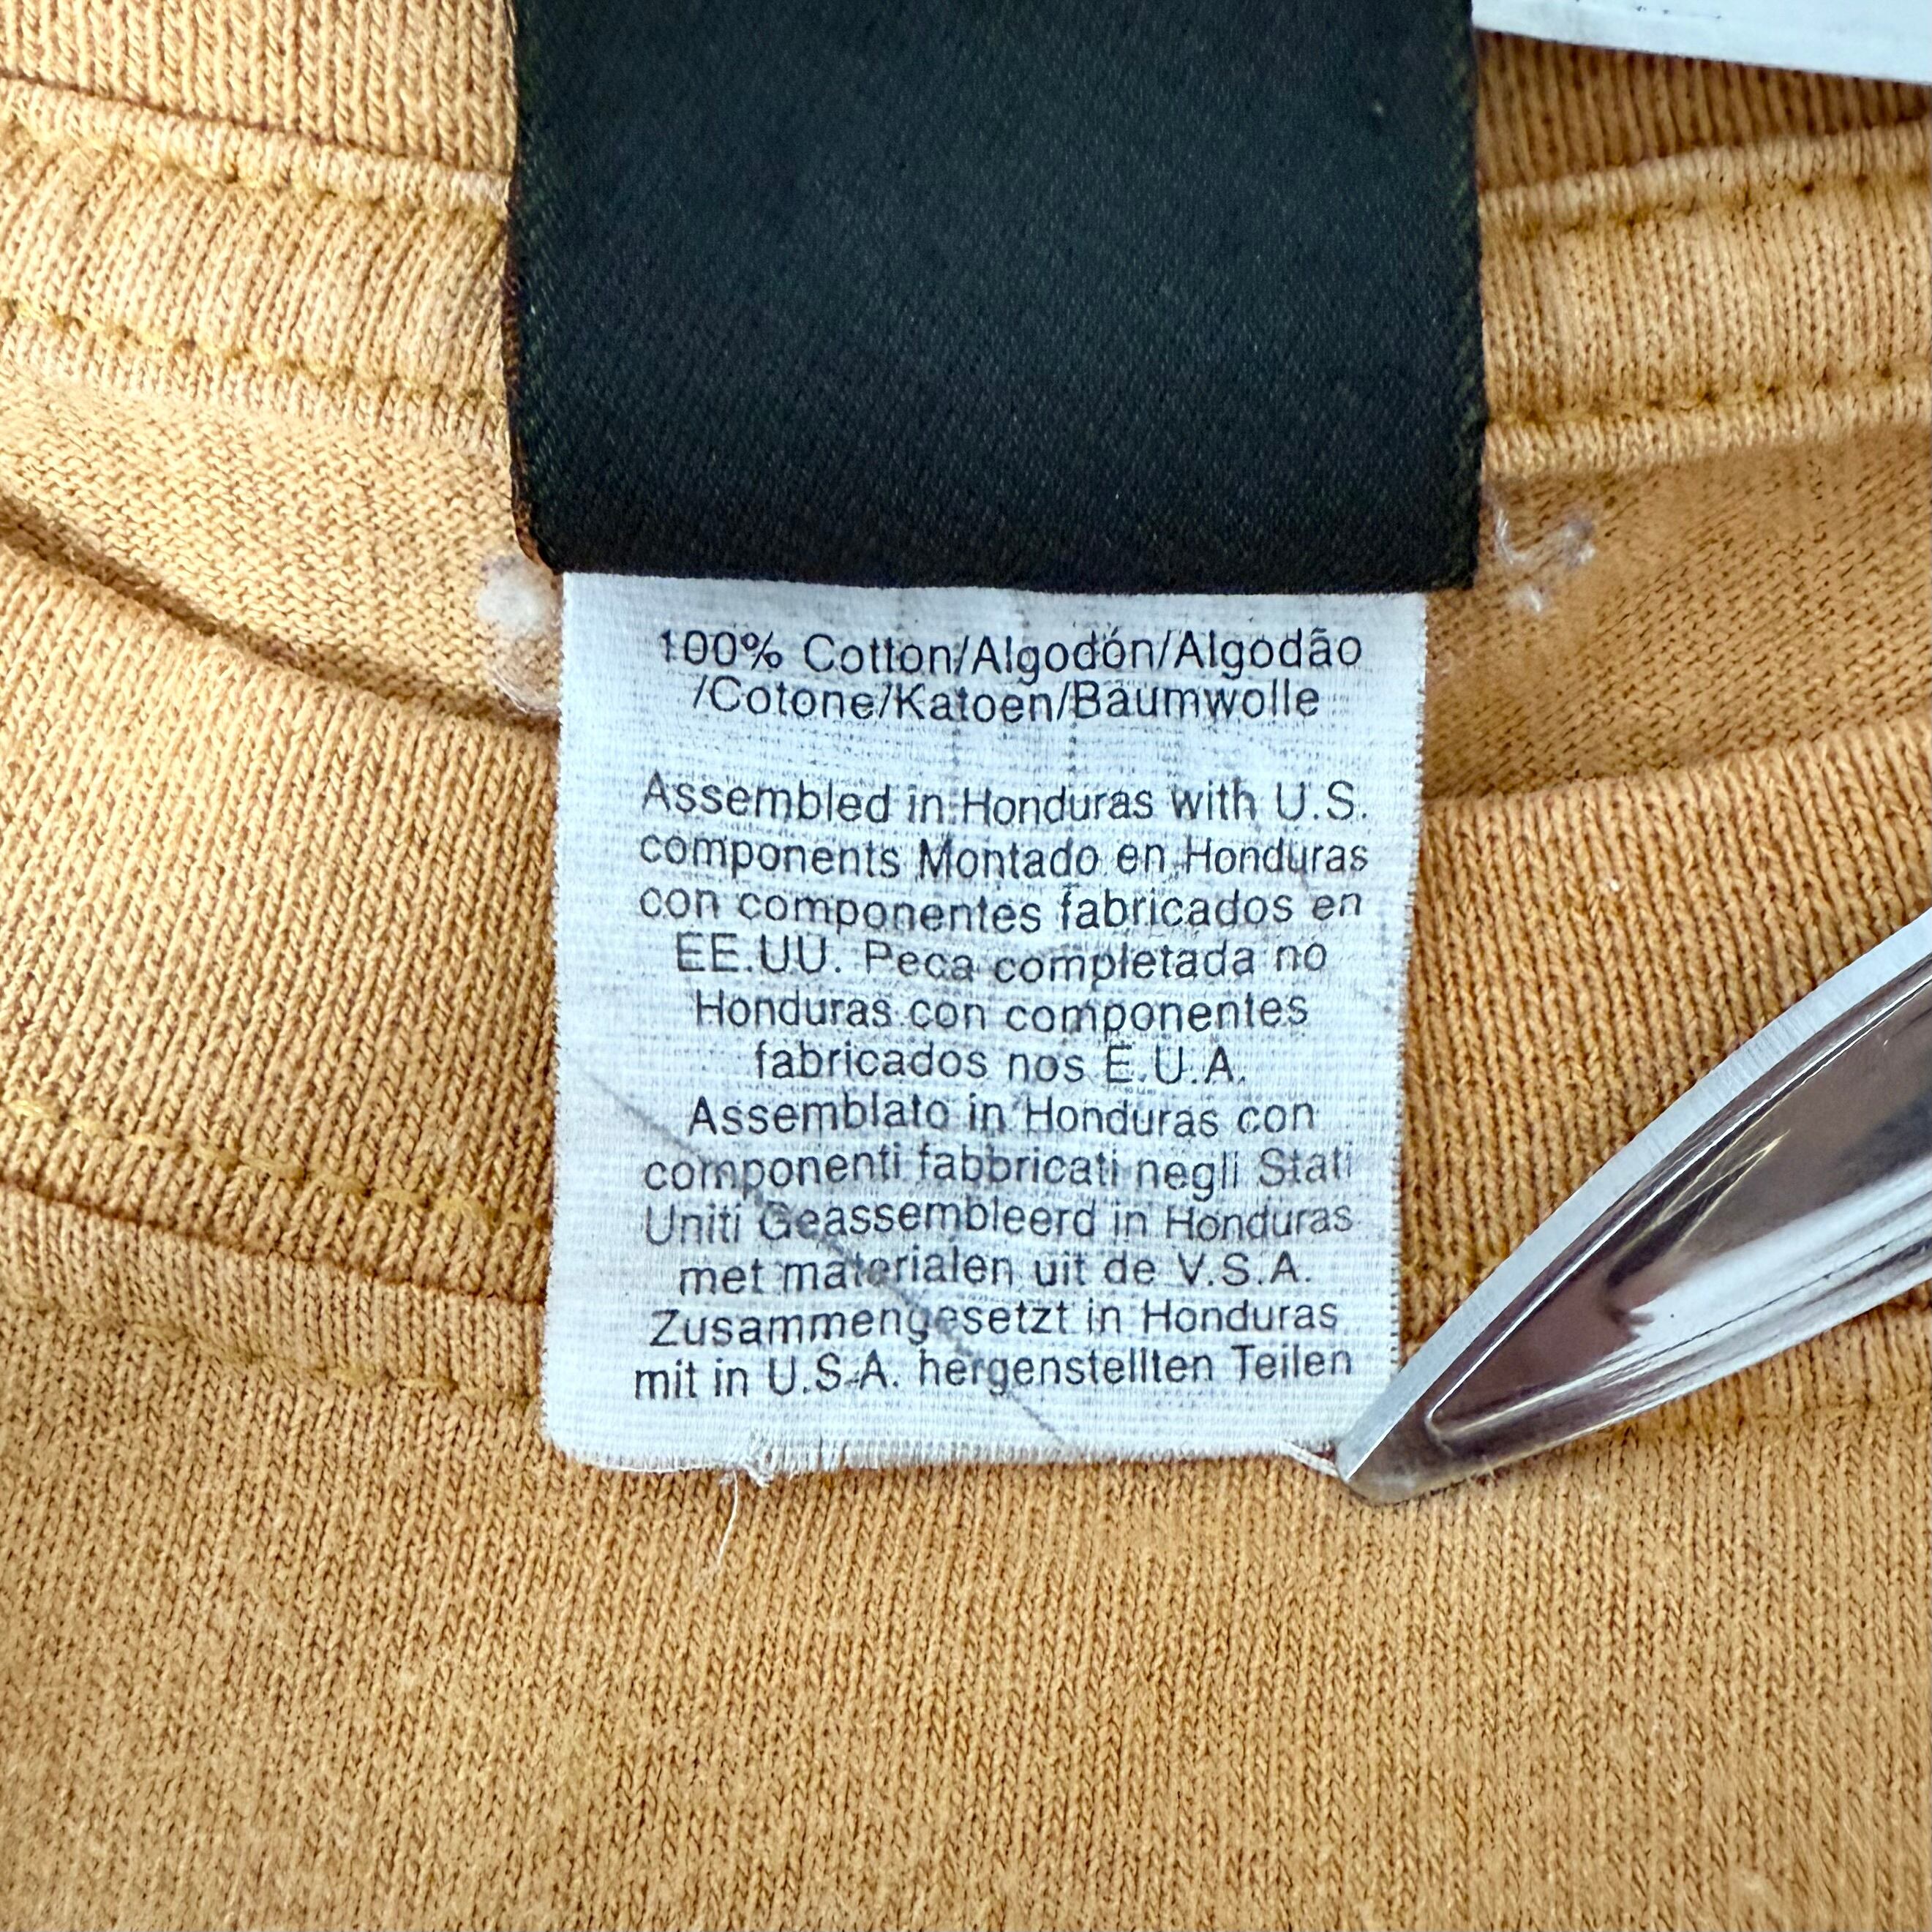 100% Cotton/Algodón/Algodão
/Cotone/Katoen/Baumwolle
Assembled in Honduras with U.S.
components Montado en Honduras
con componentes fabricados en
EE.UU. Peca completada no
Honduras con componentes
fabricados nos E.U.A.
Assemblato in Honduras con
componenti fabbricati negli Stati
Uniti Geassembleerd in Honduras
met materialen uit de V.S.A.
Zusammengesetzt in Honduras
mit in U.S.A. hergenstellten Teilen